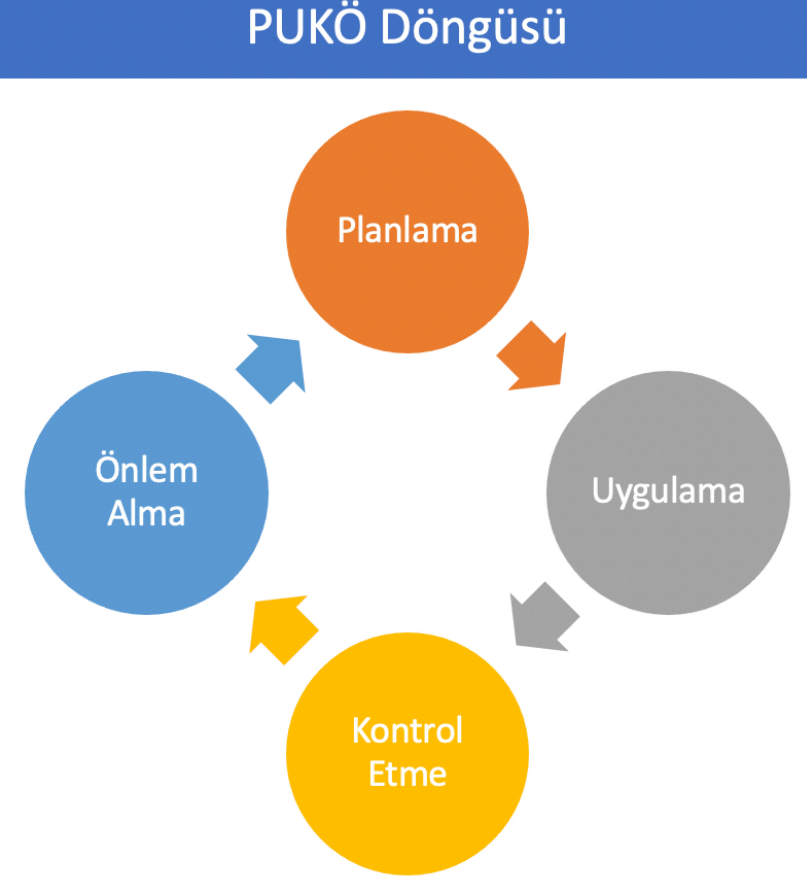 PUKÖ Döngüsü
Planlama
Uygulama
Kontrol
Etme
Önlem
Alma